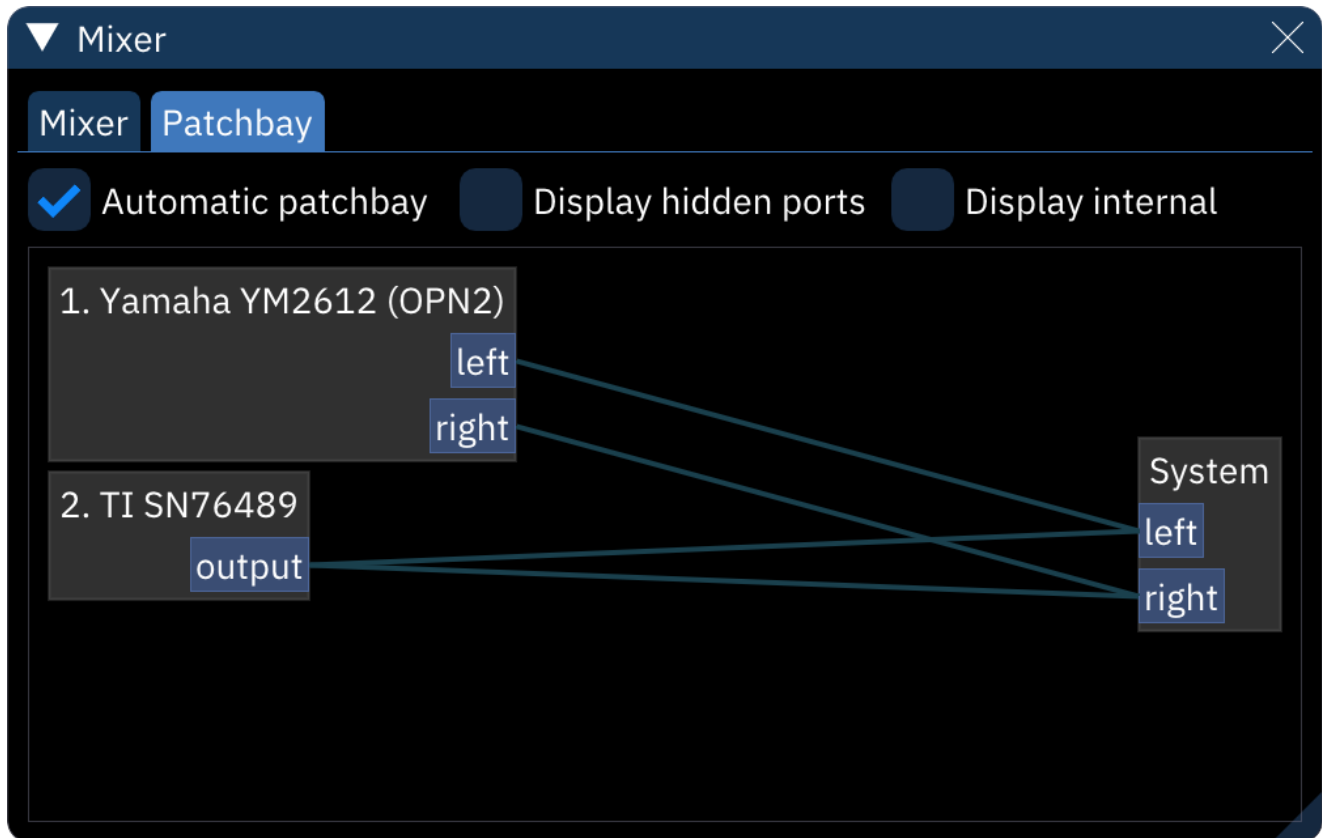 Mixer
Mixer Patchbay
Automatic patchbay Display hidden ports Display internal
1. Yamaha YM2612 (OPN2)
left
right
2. TI SN76489
output
System
left
right